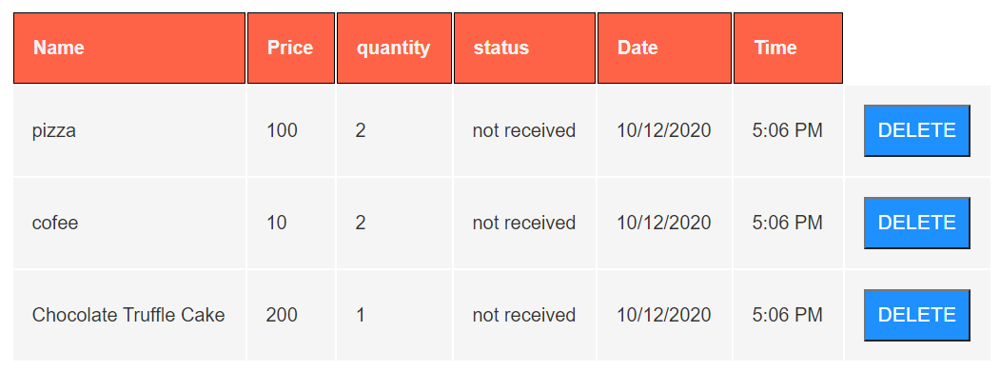 Name Price quantity status Date Time
pizza 100 2 not received 10/12/2020 5:06 PM DELETE
cofee 10 2 not received 10/12/2020 5:06 PM DELETE
Chocolate Truffle Cake 200 1 not received 10/12/2020 5:06 PM DELETE